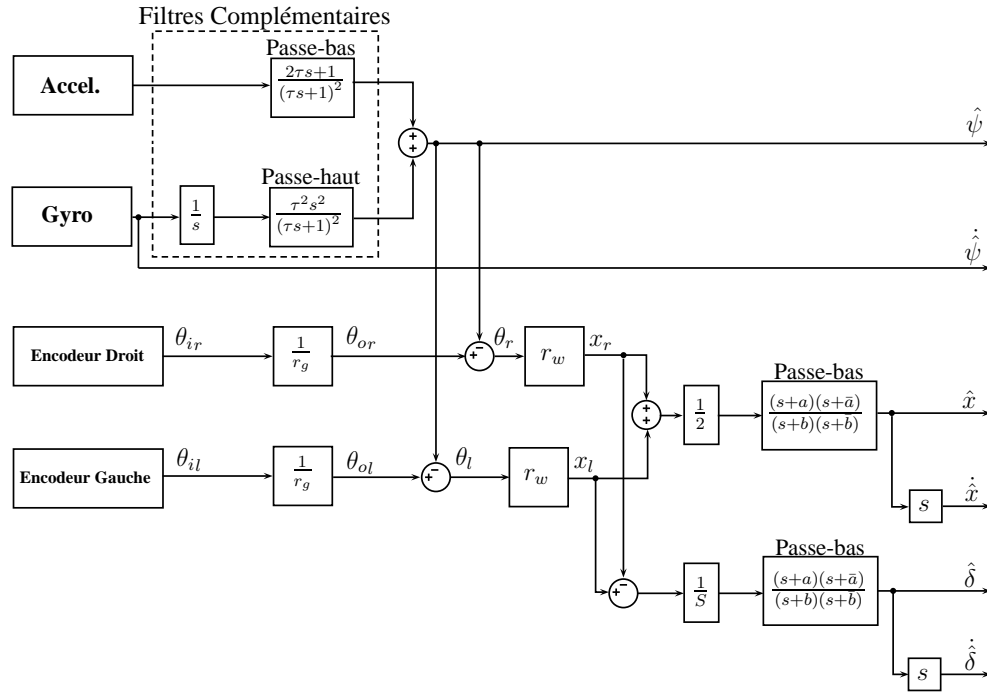 Filtres Complémentaires
Passe-bas
Accel.
2τs+1
(τs+1)²
+
+
ψ̂
Passe-haut
Gyro
1
s
τ²s²
(τs+1)²
ψ̂̇
Encodeur Droit
θ_ir
1
r_g
θ_or
+ −
θ_r
r_w
x_r
Passe-bas
+
+
1
2
(s+a)(s+ā)
(s+b)(s+b̄)
x̂
Encodeur Gauche
θ_il
1
r_g
θ_ol
+ −
θ_l
r_w
x_l
s
x̂̇
Passe-bas
+ −
1
S
(s+a)(s+ā)
(s+b)(s+b̄)
δ̂
s
δ̂̇